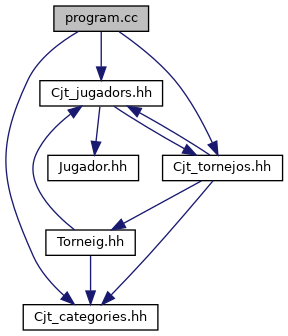 program.cc
Cjt_jugadors.hh
Jugador.hh
Cjt_tornejos.hh
Torneig.hh
Cjt_categories.hh